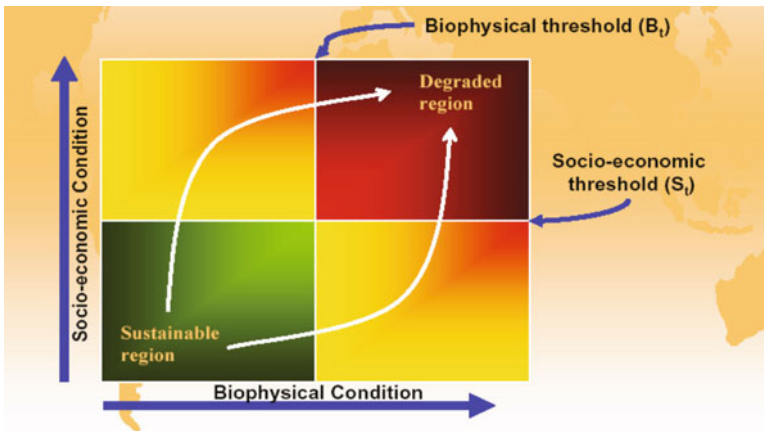 Biophysical threshold (Bt)
Degraded
region
Socio-economic
threshold (St)
Socio-economic Condition
Sustainable
region
Biophysical Condition